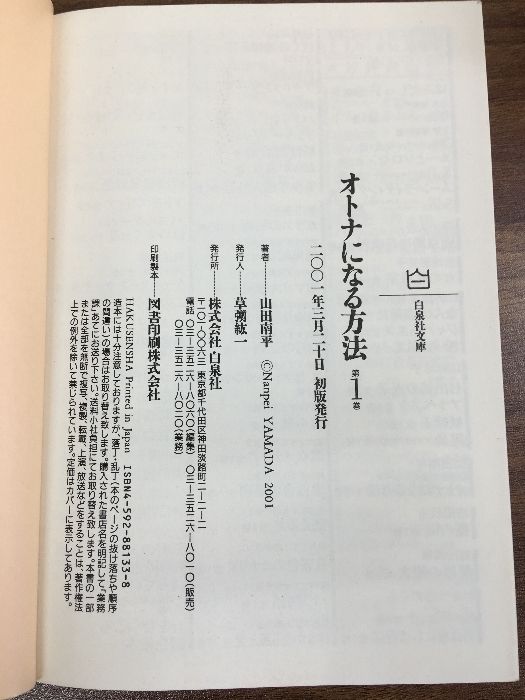 白泉社文庫
オトナになる方法 第1巻
二〇〇一年三月二十日 初版発行
著者………山田南平 ©Nanpei YAMADA 2001
発行人………草彅紘一
発行所………株式会社 白泉社
〒一〇一-〇〇六三 東京都千代田区神田淡路町二-二-二
電話 〇三-三五二六-八〇六〇(編集) 〇三-三五二六-八〇一〇(販売)
〇三-三五二六-八〇二〇(業務)
印刷製本………図書印刷株式会社
HAKUSENSHA Printed in Japan ISBN4-592-88133-8
造本には十分注意しておりますが、落丁・乱丁(本のページの抜け落ちや順序
の間違い)の場合はお取り替え致します。購入された書店名を明記して「業務
課」あてにお送り下さい。送料小社負担にてお取り替え致します。本書の一部
または全部を無断で複写、複製、転載、上演、放送などをすることは、著作権法
上での例外を除いて禁じられています。定価はカバーに表示してあります。